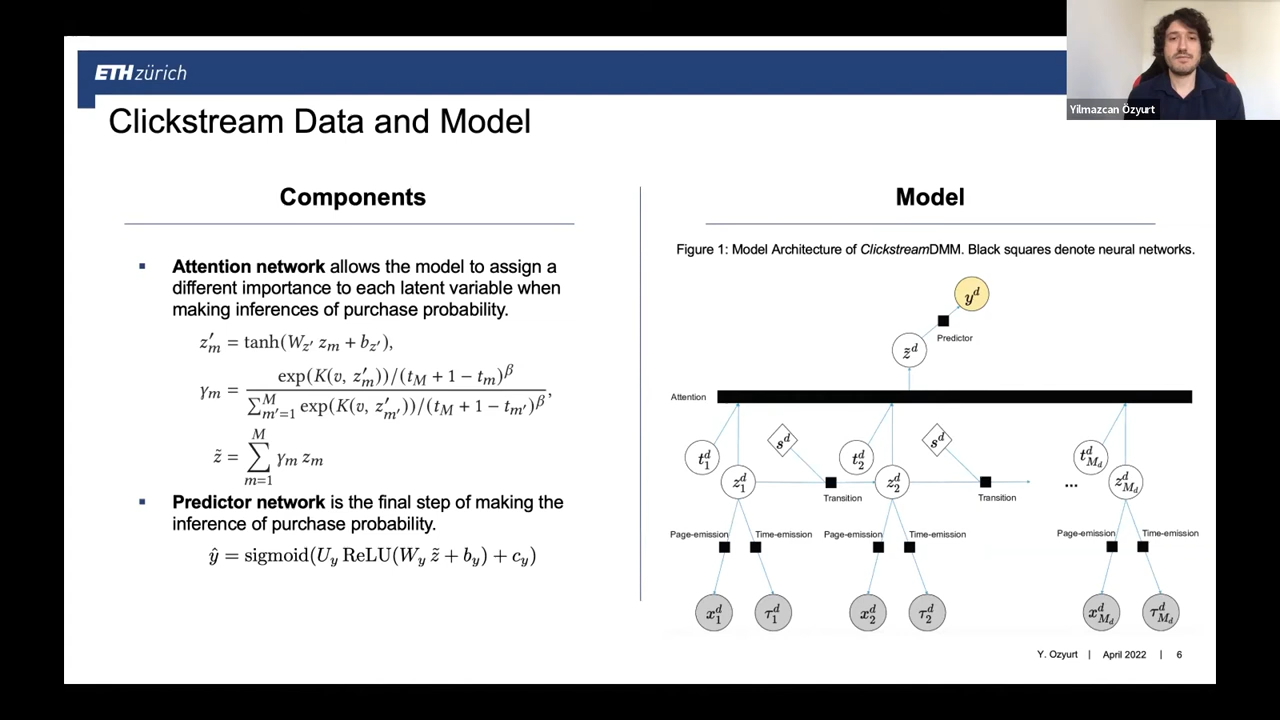 ETH zürich
Yilmazcan Özyurt
Clickstream Data and Model
Components
▪ Attention network allows the model to assign a
different importance to each latent variable when
making inferences of purchase probability.
z′_m = tanh(W_z′ z_m + b_z′),
γ_m = exp(K(v, z′_m))/(t_M + 1 − t_m)^β / ∑_{m′=1}^{M} exp(K(v, z′_{m′}))/(t_M + 1 − t_{m′})^β,
z̃ = ∑_{m=1}^{M} γ_m z_m
▪ Predictor network is the final step of making the
inference of purchase probability.
ŷ = sigmoid(U_y ReLU(W_y z̃ + b_y) + c_y)
Model
Figure 1: Model Architecture of ClickstreamDMM. Black squares denote neural networks.
y^d
Predictor
z̃^d
Attention
t_1^d s^d t_2^d s^d t_{M_d}^d
z_1^d z_2^d ... z_{M_d}^d
Transition Transition
Page-emission Time-emission Page-emission Time-emission Page-emission Time-emission
x_1^d τ_1^d x_2^d τ_2^d x_{M_d}^d τ_{M_d}^d
Y. Ozyurt | April 2022 | 6